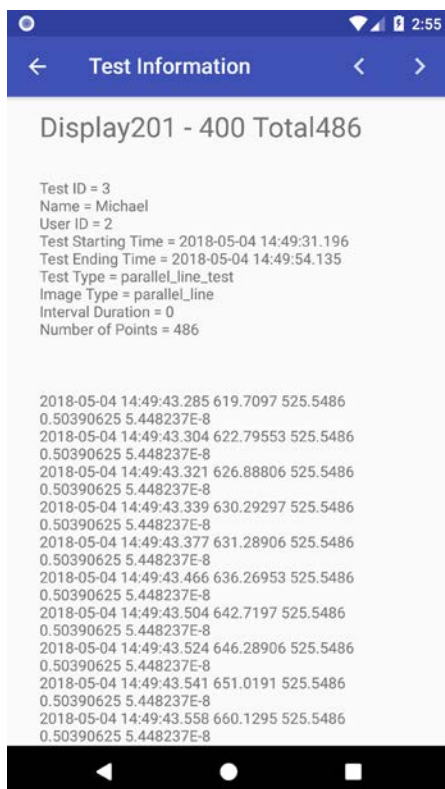 2:55
Test Information
Display201 - 400 Total486
Test ID = 3
Name = Michael
User ID = 2
Test Starting Time = 2018-05-04 14:49:31.196
Test Ending Time = 2018-05-04 14:49:54.135
Test Type = parallel_line_test
Image Type = parallel_line
Interval Duration = 0
Number of Points = 486
2018-05-04 14:49:43.285 619.7097 525.5486
0.50390625 5.448237E-8
2018-05-04 14:49:43.304 622.79553 525.5486
0.50390625 5.448237E-8
2018-05-04 14:49:43.321 626.88806 525.5486
0.50390625 5.448237E-8
2018-05-04 14:49:43.339 630.29297 525.5486
0.50390625 5.448237E-8
2018-05-04 14:49:43.377 631.28906 525.5486
0.50390625 5.448237E-8
2018-05-04 14:49:43.466 636.26953 525.5486
0.50390625 5.448237E-8
2018-05-04 14:49:43.504 642.7197 525.5486
0.50390625 5.448237E-8
2018-05-04 14:49:43.524 646.28906 525.5486
0.50390625 5.448237E-8
2018-05-04 14:49:43.541 651.0191 525.5486
0.50390625 5.448237E-8
2018-05-04 14:49:43.558 660.1295 525.5486
0.50390625 5.448237E-8